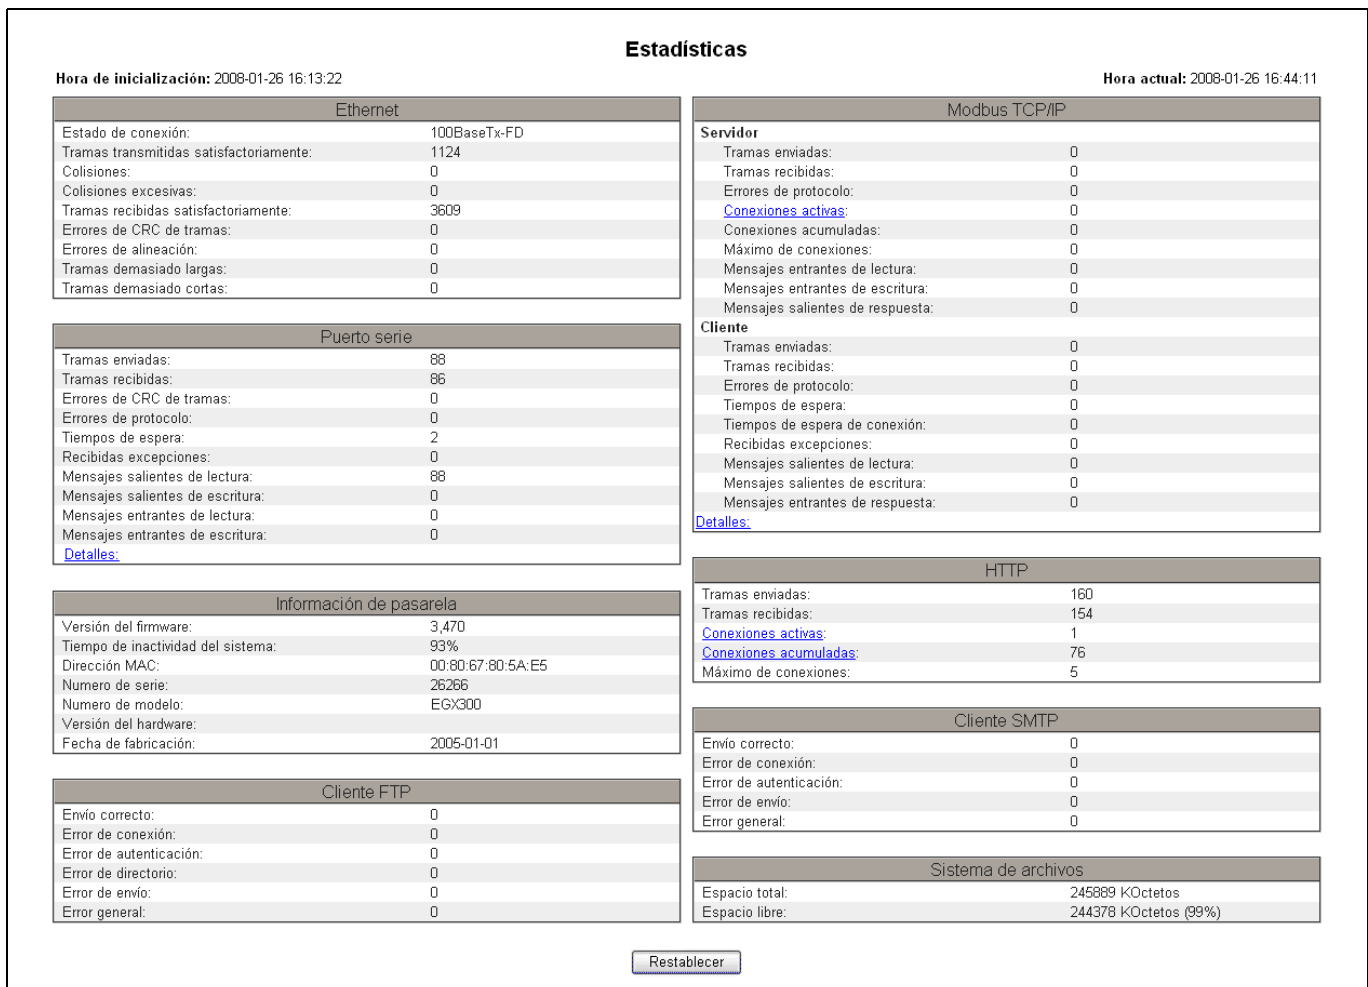 Estadísticas
Hora de inicialización: 2008-01-26 16:13:22
Hora actual: 2008-01-26 16:44:11
Ethernet
Estado de conexión: 100BaseTx-FD
Tramas transmitidas satisfactoriamente: 1124
Colisiones: 0
Colisiones excesivas: 0
Tramas recibidas satisfactoriamente: 3609
Errores de CRC de tramas: 0
Errores de alineación: 0
Tramas demasiado largas: 0
Tramas demasiado cortas: 0
Puerto serie
Tramas enviadas: 88
Tramas recibidas: 86
Errores de CRC de tramas: 0
Errores de protocolo: 0
Tiempos de espera: 2
Recibidas excepciones: 0
Mensajes salientes de lectura: 88
Mensajes salientes de escritura: 0
Mensajes entrantes de lectura: 0
Mensajes entrantes de escritura: 0
Detalles:
Información de pasarela
Versión del firmware: 3,470
Tiempo de inactividad del sistema: 93%
Dirección MAC: 00:80:67:80:5A:E5
Numero de serie: 26266
Numero de modelo: EGX300
Versión del hardware:
Fecha de fabricación: 2005-01-01
Cliente FTP
Envío correcto: 0
Error de conexión: 0
Error de autenticación: 0
Error de directorio: 0
Error de envío: 0
Error general: 0
Modbus TCP/IP
Servidor
Tramas enviadas: 0
Tramas recibidas: 0
Errores de protocolo: 0
Conexiones activas: 0
Conexiones acumuladas: 0
Máximo de conexiones: 0
Mensajes entrantes de lectura: 0
Mensajes entrantes de escritura: 0
Mensajes salientes de respuesta: 0
Cliente
Tramas enviadas: 0
Tramas recibidas: 0
Errores de protocolo: 0
Tiempos de espera: 0
Tiempos de espera de conexión: 0
Recibidas excepciones: 0
Mensajes salientes de lectura: 0
Mensajes salientes de escritura: 0
Mensajes entrantes de respuesta: 0
Detalles:
HTTP
Tramas enviadas: 160
Tramas recibidas: 154
Conexiones activas: 1
Conexiones acumuladas: 76
Máximo de conexiones: 5
Cliente SMTP
Envío correcto: 0
Error de conexión: 0
Error de autenticación: 0
Error de envío: 0
Error general: 0
Sistema de archivos
Espacio total: 245889 KOctetos
Espacio libre: 244378 KOctetos (99%)
Restablecer